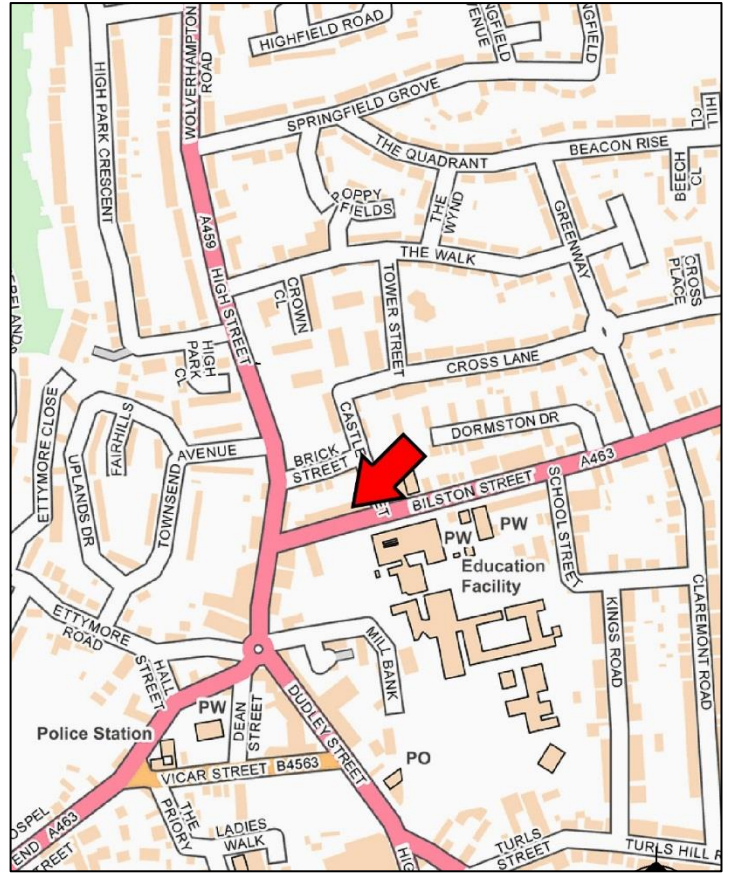 HIGHFIELD ROAD
WOLVERHAMPTON
ROAD
HIGH PARK CRESCENT
SPRINGFIELD GROVE
THE QUADRANT
BEACON RISE
HILL
CL
BEECH
CL
POPPY
FIELDS
THE
WYND
GREENWAY
A459
HIGH STREET
THE WALK
CROWN
CL
TOWER STREET
CROSS
PLACE
HIGH
PARK
CL
CROSS LANE
ETTYMORE CLOSE
FAIRHILLS
UPLANDS DR
TOWNSEND
AVENUE
BRICK
STREET
CASTLE
DORMSTON DR
BILSTON STREET
A463
SCHOOL STREET
PW
PW
Education
Facility
KINGS ROAD
CLAREMONT ROAD
ETTYMORE
ROAD
HALL
STREET
MILL BANK
PW
DEAN
STREET
DUDLEY STREET
Police Station
VICAR STREET B4563
PO
THE
PRIORY
LADIES
WALK
A463
TURLS
STREET
TURLS HILL